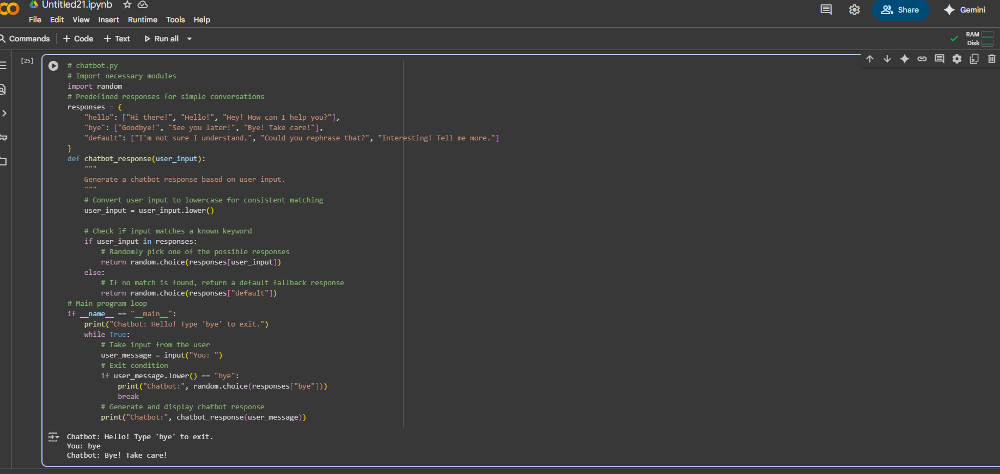 Untitled21.ipynb
File Edit View Insert Runtime Tools Help
Share
Gemini
Commands + Code + Text Run all
RAM
Disk
[25]
# chatbot.py
# Import necessary modules
import random
# Predefined responses for simple conversations
responses = {
    "hello": ["Hi there!", "Hello!", "Hey! How can I help you?"],
    "bye": ["Goodbye!", "See you later!", "Bye! Take care!"],
    "default": ["I'm not sure I understand.", "Could you rephrase that?", "Interesting! Tell me more."]
}
def chatbot_response(user_input):
    """
    Generate a chatbot response based on user input.
    """
    # Convert user input to lowercase for consistent matching
    user_input = user_input.lower()
    # Check if input matches a known keyword
    if user_input in responses:
        # Randomly pick one of the possible responses
        return random.choice(responses[user_input])
    else:
        # If no match is found, return a default fallback response
        return random.choice(responses["default"])
# Main program loop
if __name__ == "__main__":
    print("Chatbot: Hello! Type 'bye' to exit.")
    while True:
        # Take input from the user
        user_message = input("You: ")
        # Exit condition
        if user_message.lower() == "bye":
            print("Chatbot:", random.choice(responses["bye"]))
            break
        # Generate and display chatbot response
        print("Chatbot:", chatbot_response(user_message))
Chatbot: Hello! Type 'bye' to exit.
You: bye
Chatbot: Bye! Take care!